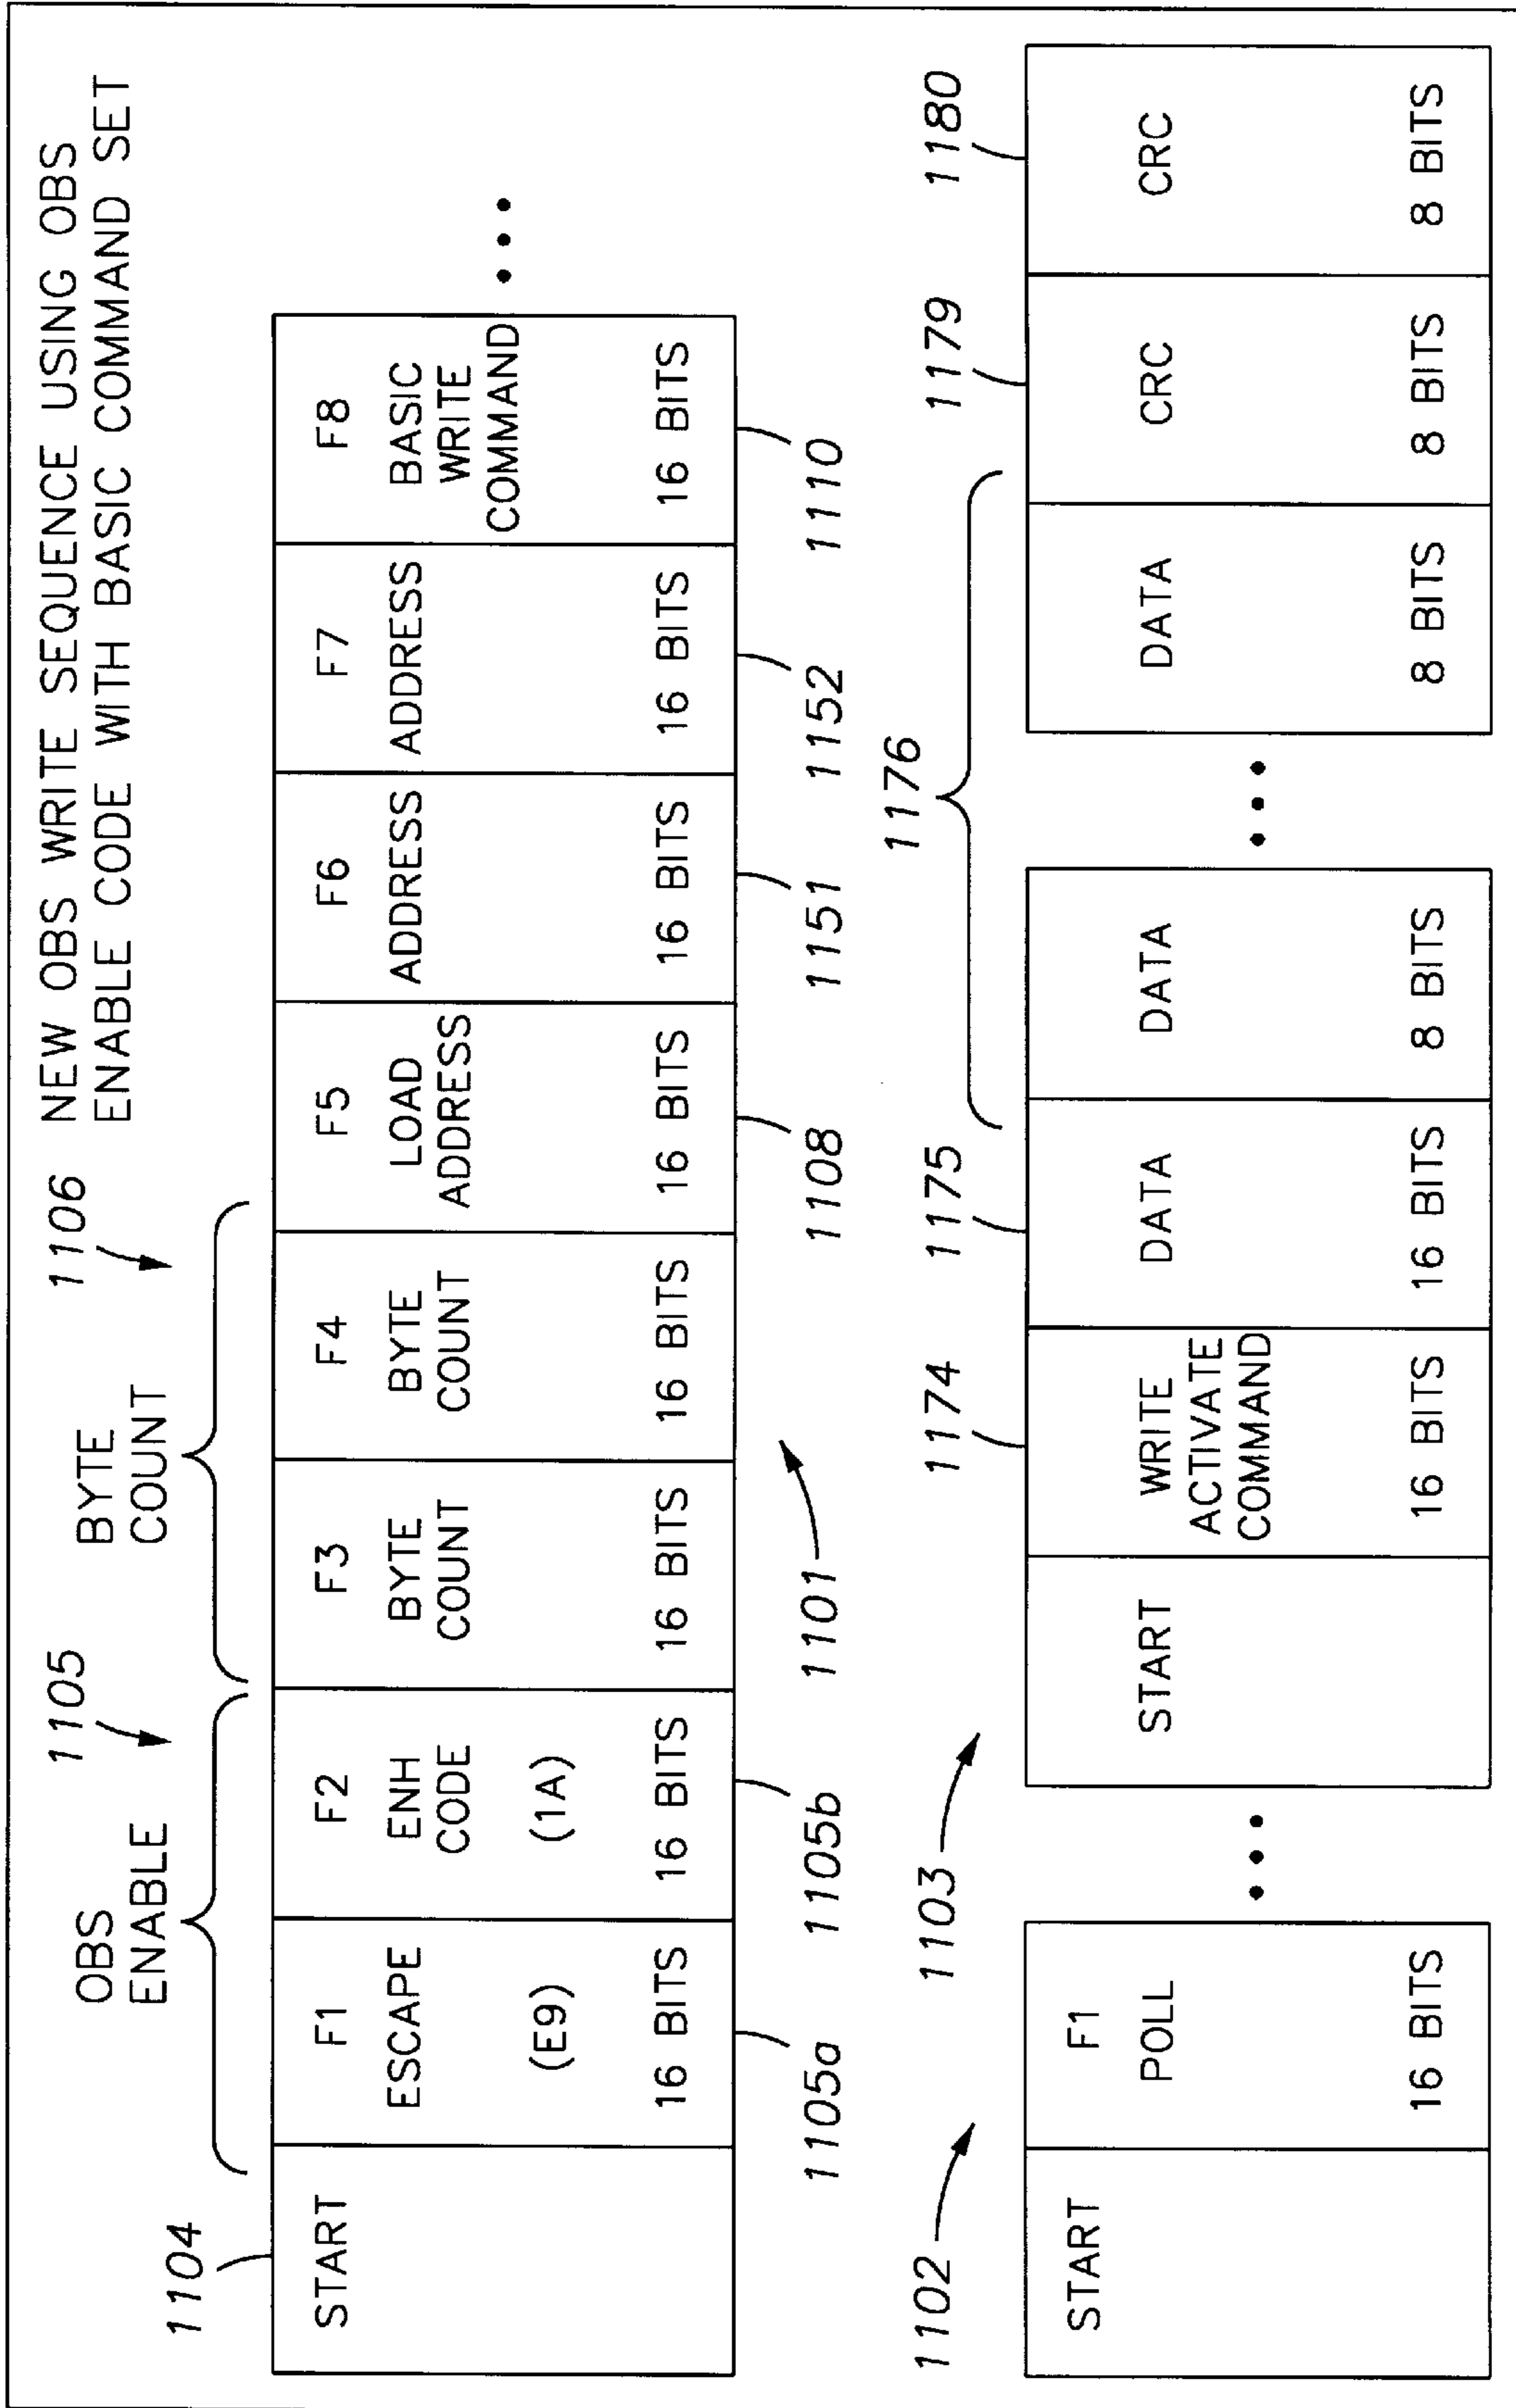 NEW OBS WRITE SEQUENCE USING OBS
ENABLE CODE WITH BASIC COMMAND SET
1104
OBS
ENABLE
1105
BYTE
COUNT
1106
START
F1
ESCAPE
(E9)
16 BITS
1105a
F2
ENH
CODE
(1A)
16 BITS
1105b
F3
BYTE
COUNT
16 BITS
F4
BYTE
COUNT
16 BITS
F5
LOAD
ADDRESS
16 BITS
1108
F6
ADDRESS
16 BITS
1151
F7
ADDRESS
16 BITS
1152
F8
BASIC
WRITE
COMMAND
16 BITS
1110
...
1101
1102
START
F1
POLL
16 BITS
...
1103
START
1174
WRITE
ACTIVATE
COMMAND
16 BITS
1175
DATA
16 BITS
1176
DATA
8 BITS
...
DATA
8 BITS
1179
CRC
8 BITS
1180
CRC
8 BITS